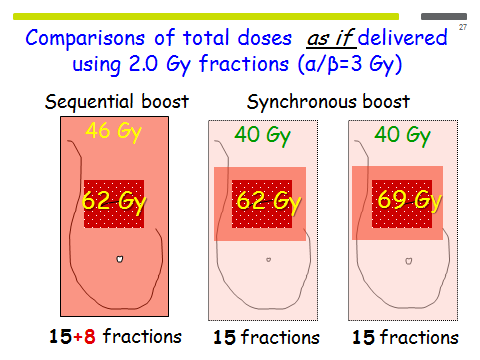 27
Comparisons of total doses as if delivered
using 2.0 Gy fractions (α/β=3 Gy)
Sequential boost
Synchronous boost
46 Gy
40 Gy
40 Gy
62 Gy
62 Gy
69 Gy
15+8 fractions
15 fractions
15 fractions